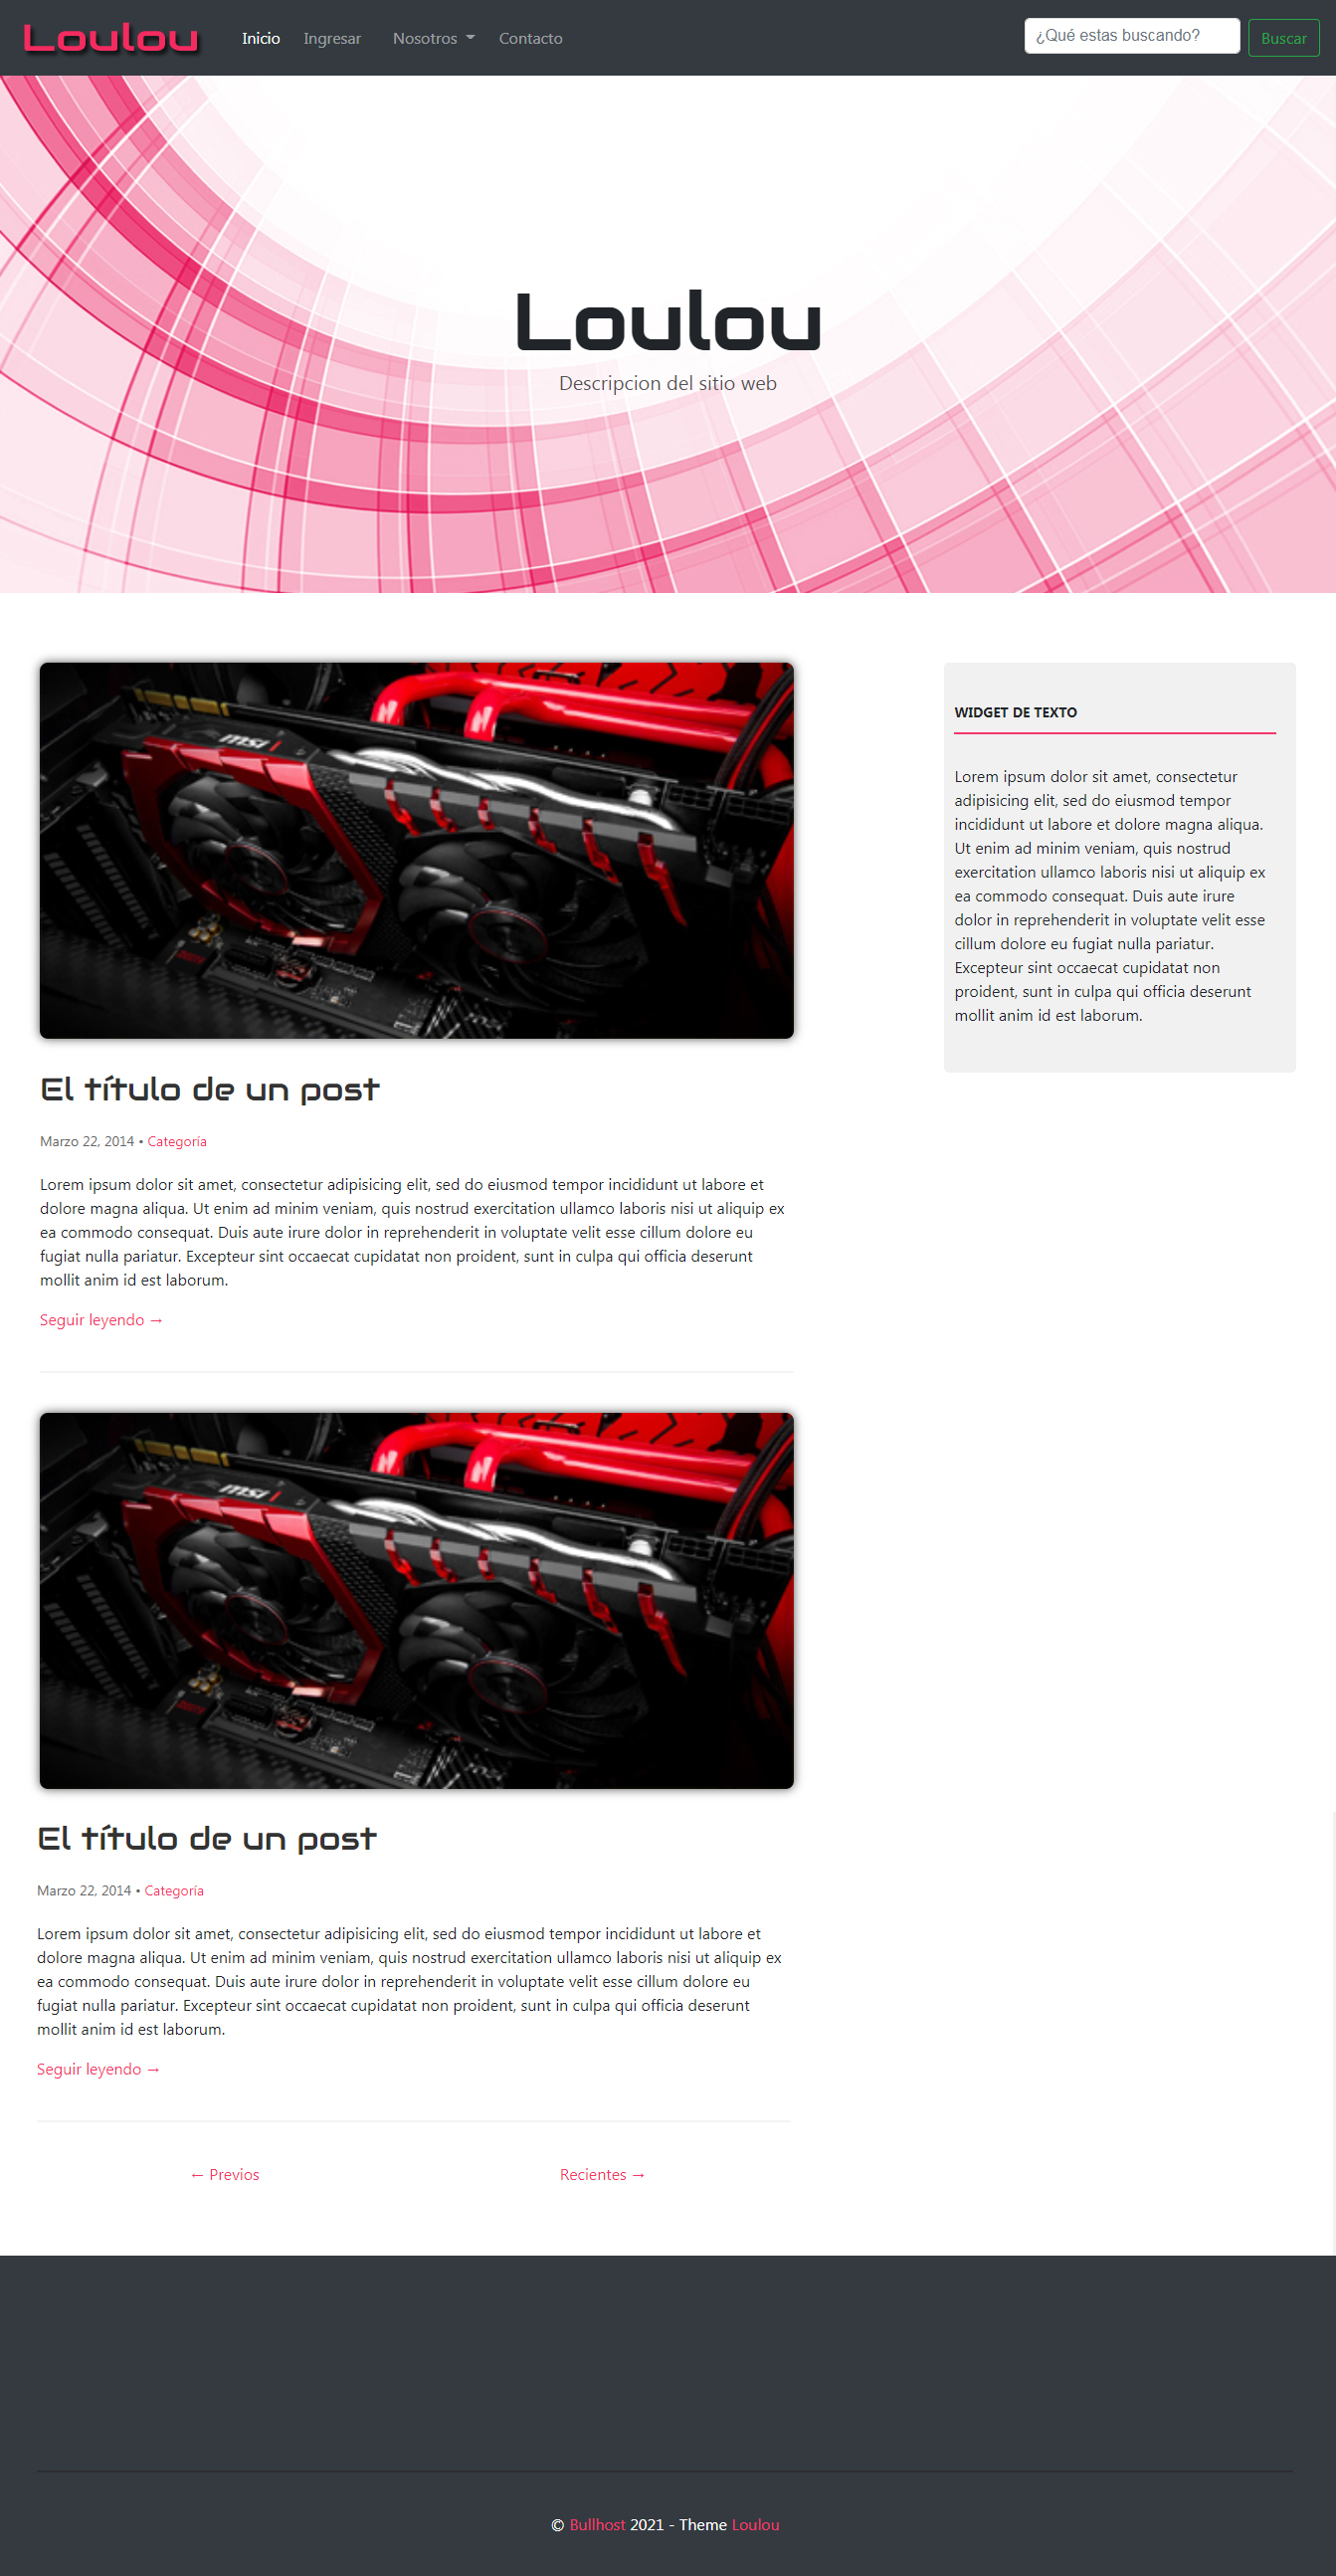 Loulou
Inicio Ingresar Nosotros Contacto
¿Qué estas buscando? Buscar
Loulou
Descripcion del sitio web
msi
El título de un post
Marzo 22, 2014 • Categoría
Lorem ipsum dolor sit amet, consectetur adipisicing elit, sed do eiusmod tempor incididunt ut labore et
dolore magna aliqua. Ut enim ad minim veniam, quis nostrud exercitation ullamco laboris nisi ut aliquip ex
ea commodo consequat. Duis aute irure dolor in reprehenderit in voluptate velit esse cillum dolore eu
fugiat nulla pariatur. Excepteur sint occaecat cupidatat non proident, sunt in culpa qui officia deserunt
mollit anim id est laborum.
Seguir leyendo →
msi
El título de un post
Marzo 22, 2014 • Categoría
Lorem ipsum dolor sit amet, consectetur adipisicing elit, sed do eiusmod tempor incididunt ut labore et
dolore magna aliqua. Ut enim ad minim veniam, quis nostrud exercitation ullamco laboris nisi ut aliquip ex
ea commodo consequat. Duis aute irure dolor in reprehenderit in voluptate velit esse cillum dolore eu
fugiat nulla pariatur. Excepteur sint occaecat cupidatat non proident, sunt in culpa qui officia deserunt
mollit anim id est laborum.
Seguir leyendo →
← Previos Recientes →
WIDGET DE TEXTO
Lorem ipsum dolor sit amet, consectetur
adipisicing elit, sed do eiusmod tempor
incididunt ut labore et dolore magna aliqua.
Ut enim ad minim veniam, quis nostrud
exercitation ullamco laboris nisi ut aliquip ex
ea commodo consequat. Duis aute irure
dolor in reprehenderit in voluptate velit esse
cillum dolore eu fugiat nulla pariatur.
Excepteur sint occaecat cupidatat non
proident, sunt in culpa qui officia deserunt
mollit anim id est laborum.
© Bullhost 2021 - Theme Loulou